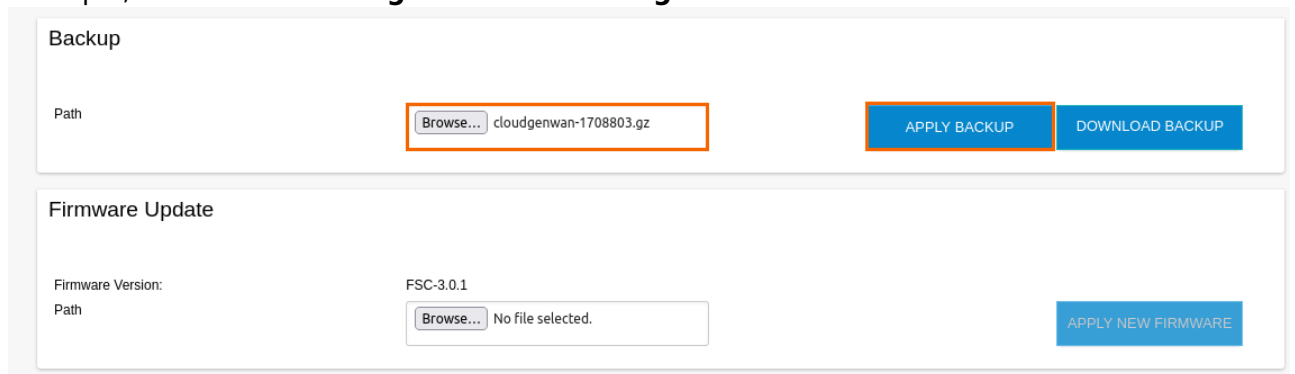 Backup
Path
Browse... cloudgenwan-1708803.gz
APPLY BACKUP
DOWNLOAD BACKUP
Firmware Update
Firmware Version:
FSC-3.0.1
Path
Browse... No file selected.
APPLY NEW FIRMWARE